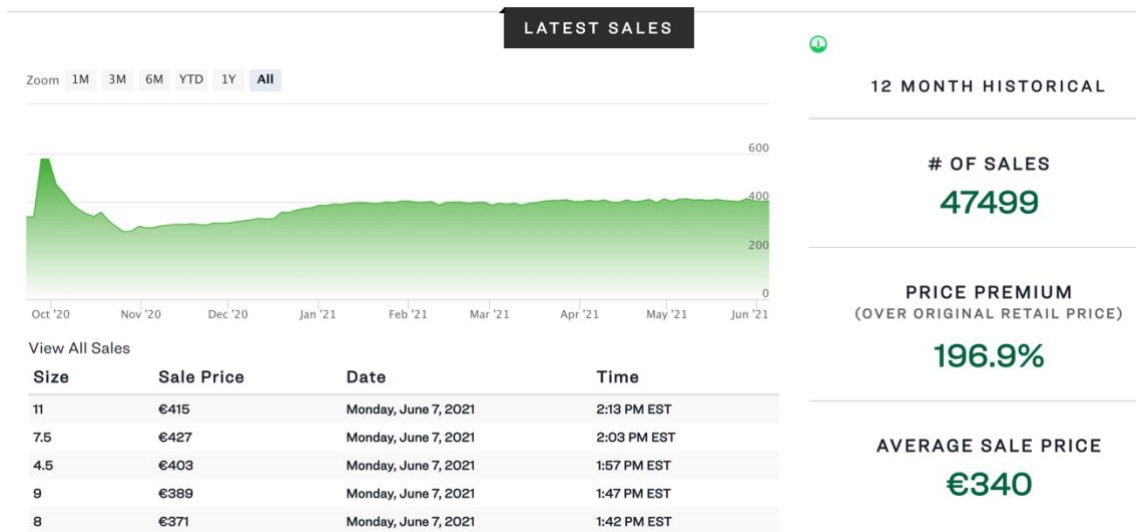 LATEST SALES
Zoom 1M 3M 6M YTD 1Y All
600
400
200
0
Oct '20 Nov '20 Dec '20 Jan '21 Feb '21 Mar '21 Apr '21 May '21 Jun '21
View All Sales
Size Sale Price Date Time
11 €415 Monday, June 7, 2021 2:13 PM EST
7.5 €427 Monday, June 7, 2021 2:03 PM EST
4.5 €403 Monday, June 7, 2021 1:57 PM EST
9 €389 Monday, June 7, 2021 1:47 PM EST
8 €371 Monday, June 7, 2021 1:42 PM EST
12 MONTH HISTORICAL
# OF SALES
47499
PRICE PREMIUM
(OVER ORIGINAL RETAIL PRICE)
196.9%
AVERAGE SALE PRICE
€340